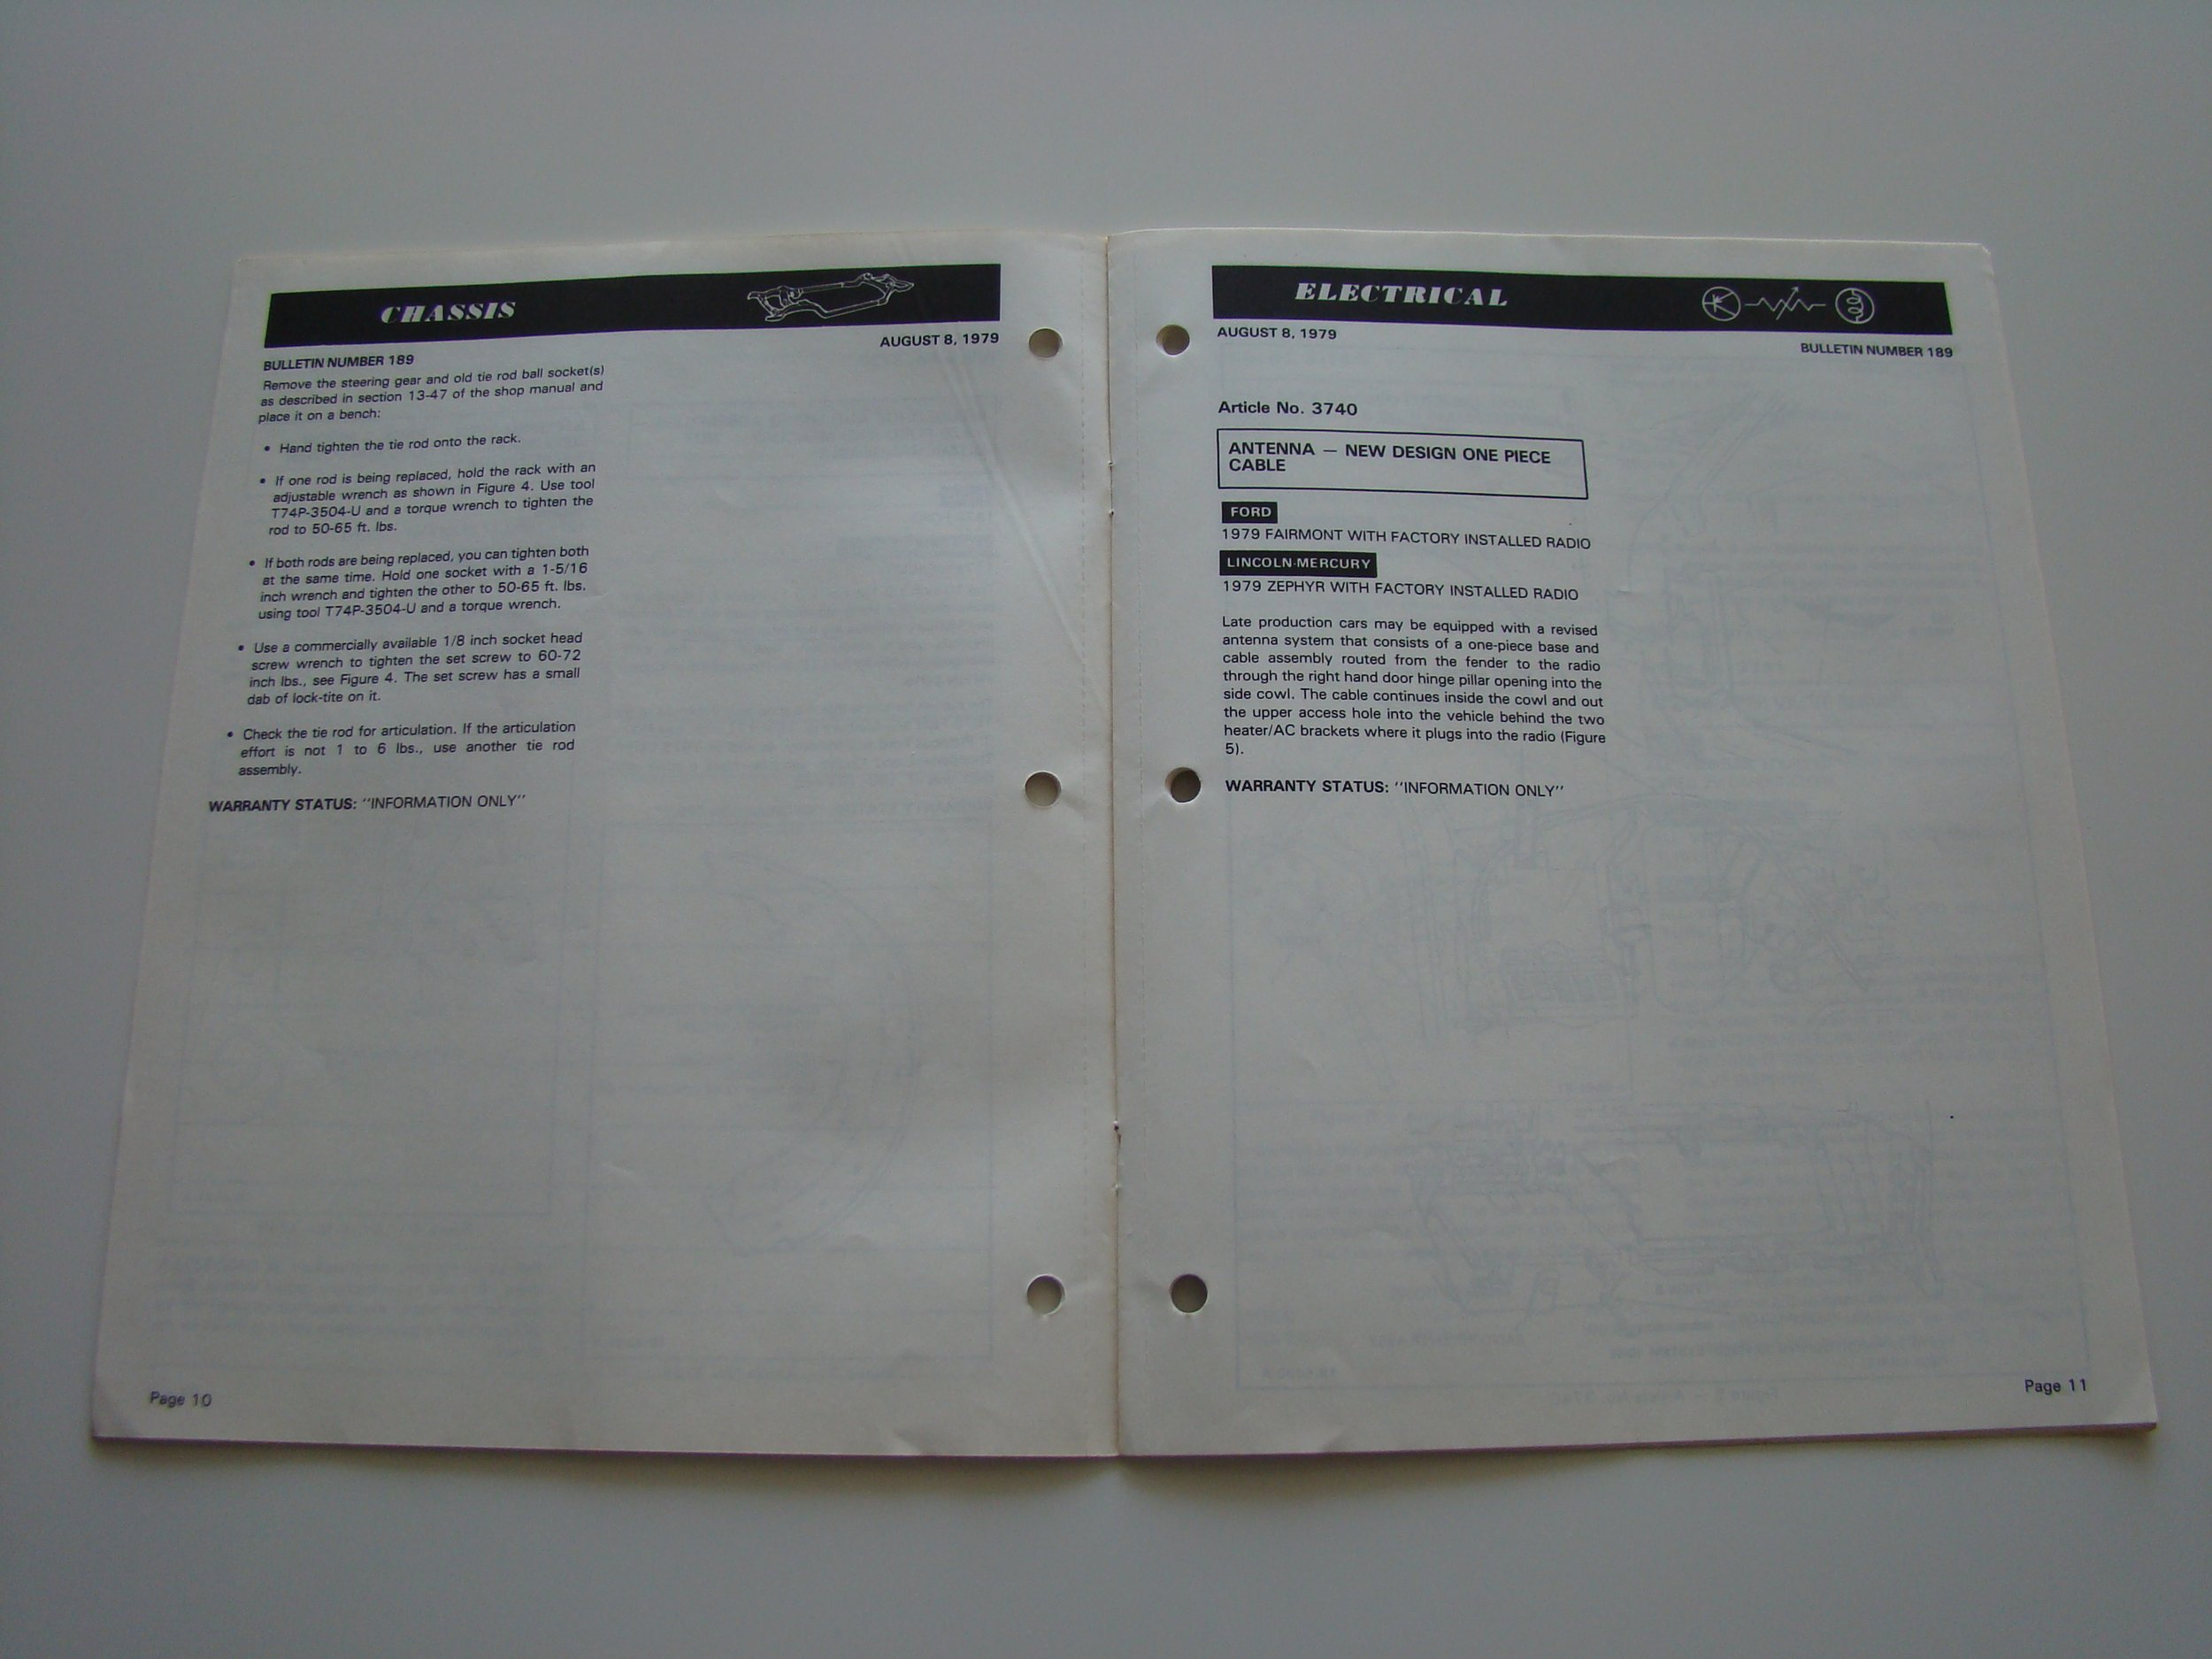 CHASSIS
AUGUST 8, 1979
BULLETIN NUMBER 189
Remove the steering gear and old tie rod ball socket(s)
as described in section 13-47 of the shop manual and
place it on a bench:
• Hand tighten the tie rod onto the rack.
• If one rod is being replaced, hold the rack with an
adjustable wrench as shown in Figure 4. Use tool
T74P-3504-U and a torque wrench to tighten the
rod to 50-65 ft. lbs.
• If both rods are being replaced, you can tighten both
at the same time. Hold one socket with a 1-5/16
inch wrench and tighten the other to 50-65 ft. lbs.
using tool T74P-3504-U and a torque wrench.
• Use a commercially available 1/8 inch socket head
screw wrench to tighten the set screw to 60-72
inch lbs., see Figure 4. The set screw has a small
dab of lock-tite on it.
• Check the tie rod for articulation. If the articulation
effort is not 1 to 6 lbs., use another tie rod
assembly.
WARRANTY STATUS: "INFORMATION ONLY"
Page 10
ELECTRICAL
AUGUST 8, 1979
BULLETIN NUMBER 189
Article No. 3740
ANTENNA — NEW DESIGN ONE PIECE
CABLE
FORD
1979 FAIRMONT WITH FACTORY INSTALLED RADIO
LINCOLN-MERCURY
1979 ZEPHYR WITH FACTORY INSTALLED RADIO
Late production cars may be equipped with a revised
antenna system that consists of a one-piece base and
cable assembly routed from the fender to the radio
through the right hand door hinge pillar opening into the
side cowl. The cable continues inside the cowl and out
the upper access hole into the vehicle behind the two
heater/AC brackets where it plugs into the radio (Figure
5).
WARRANTY STATUS: "INFORMATION ONLY"
Page 11